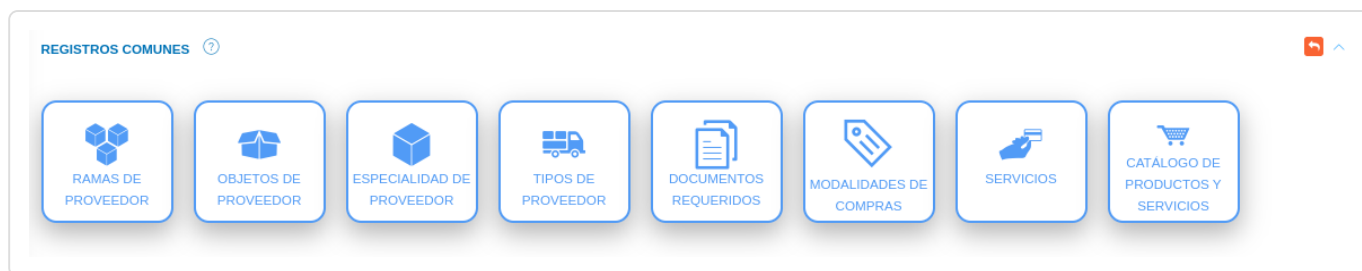 REGISTROS COMUNES ?
RAMAS DE
PROVEEDOR
OBJETOS DE
PROVEEDOR
ESPECIALIDAD DE
PROVEEDOR
TIPOS DE
PROVEEDOR
DOCUMENTOS
REQUERIDOS
MODALIDADES DE
COMPRAS
SERVICIOS
CATÁLOGO DE
PRODUCTOS Y
SERVICIOS